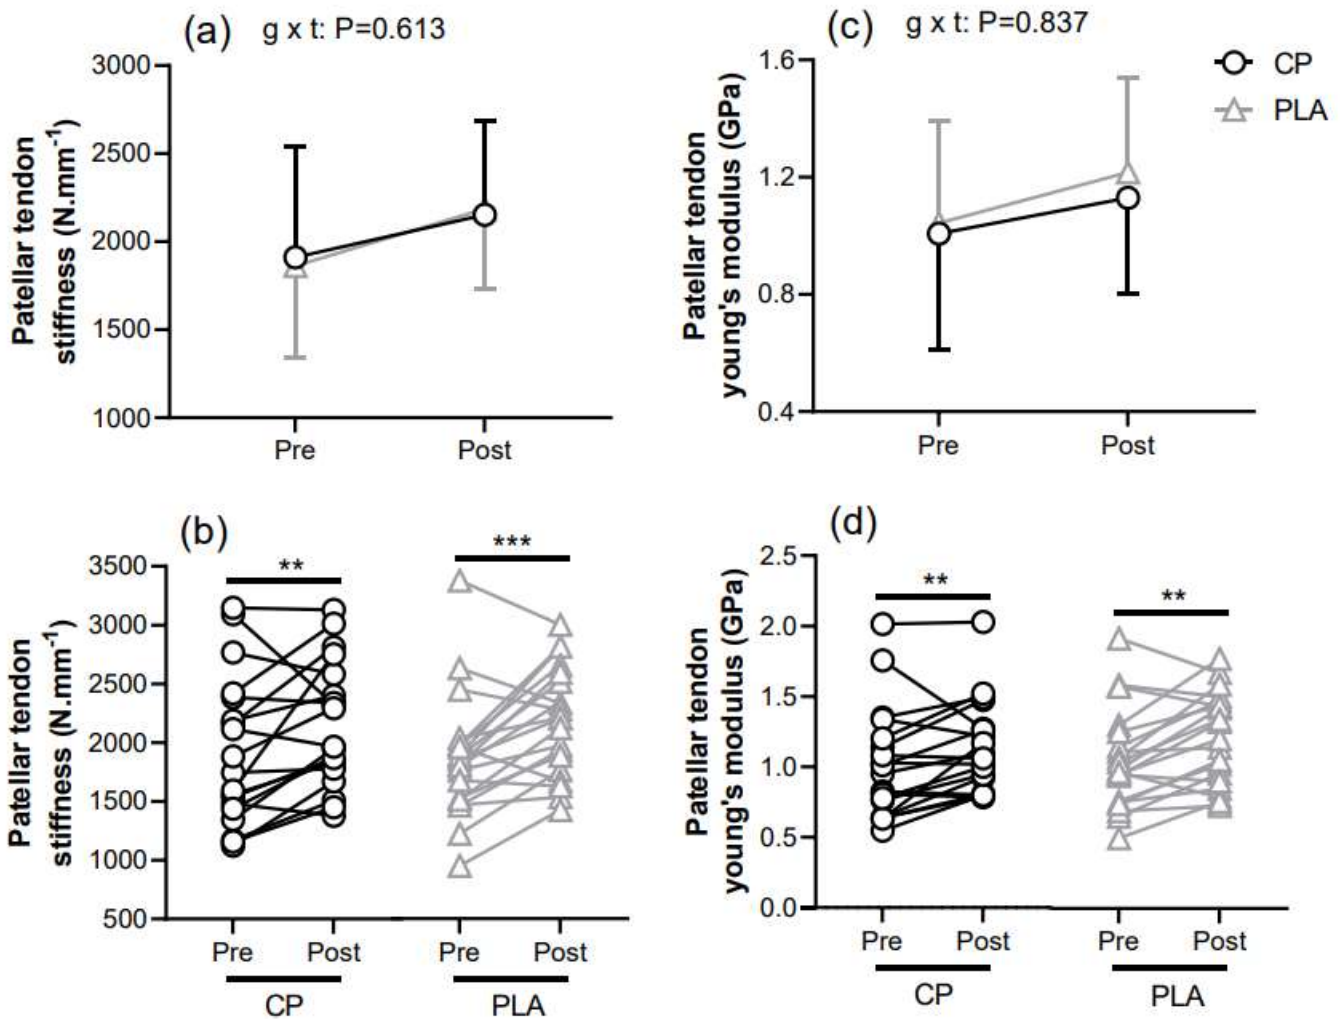 (a) g x t: P=0.613
Patellar tendon
stiffness (N.mm-1)
3000
2500
2000
1500
1000
Pre Post
(c) g x t: P=0.837
Patellar tendon
young's modulus (GPa)
1.6
1.2
0.8
0.4
Pre Post
CP
PLA
(b)
Patellar tendon
stiffness (N.mm-1)
3500
3000
2500
2000
1500
1000
500
** ***
Pre Post Pre Post
CP PLA
(d)
Patellar tendon
young's modulus (GPa)
2.5
2.0
1.5
1.0
0.5
0.0
** **
Pre Post Pre Post
CP PLA